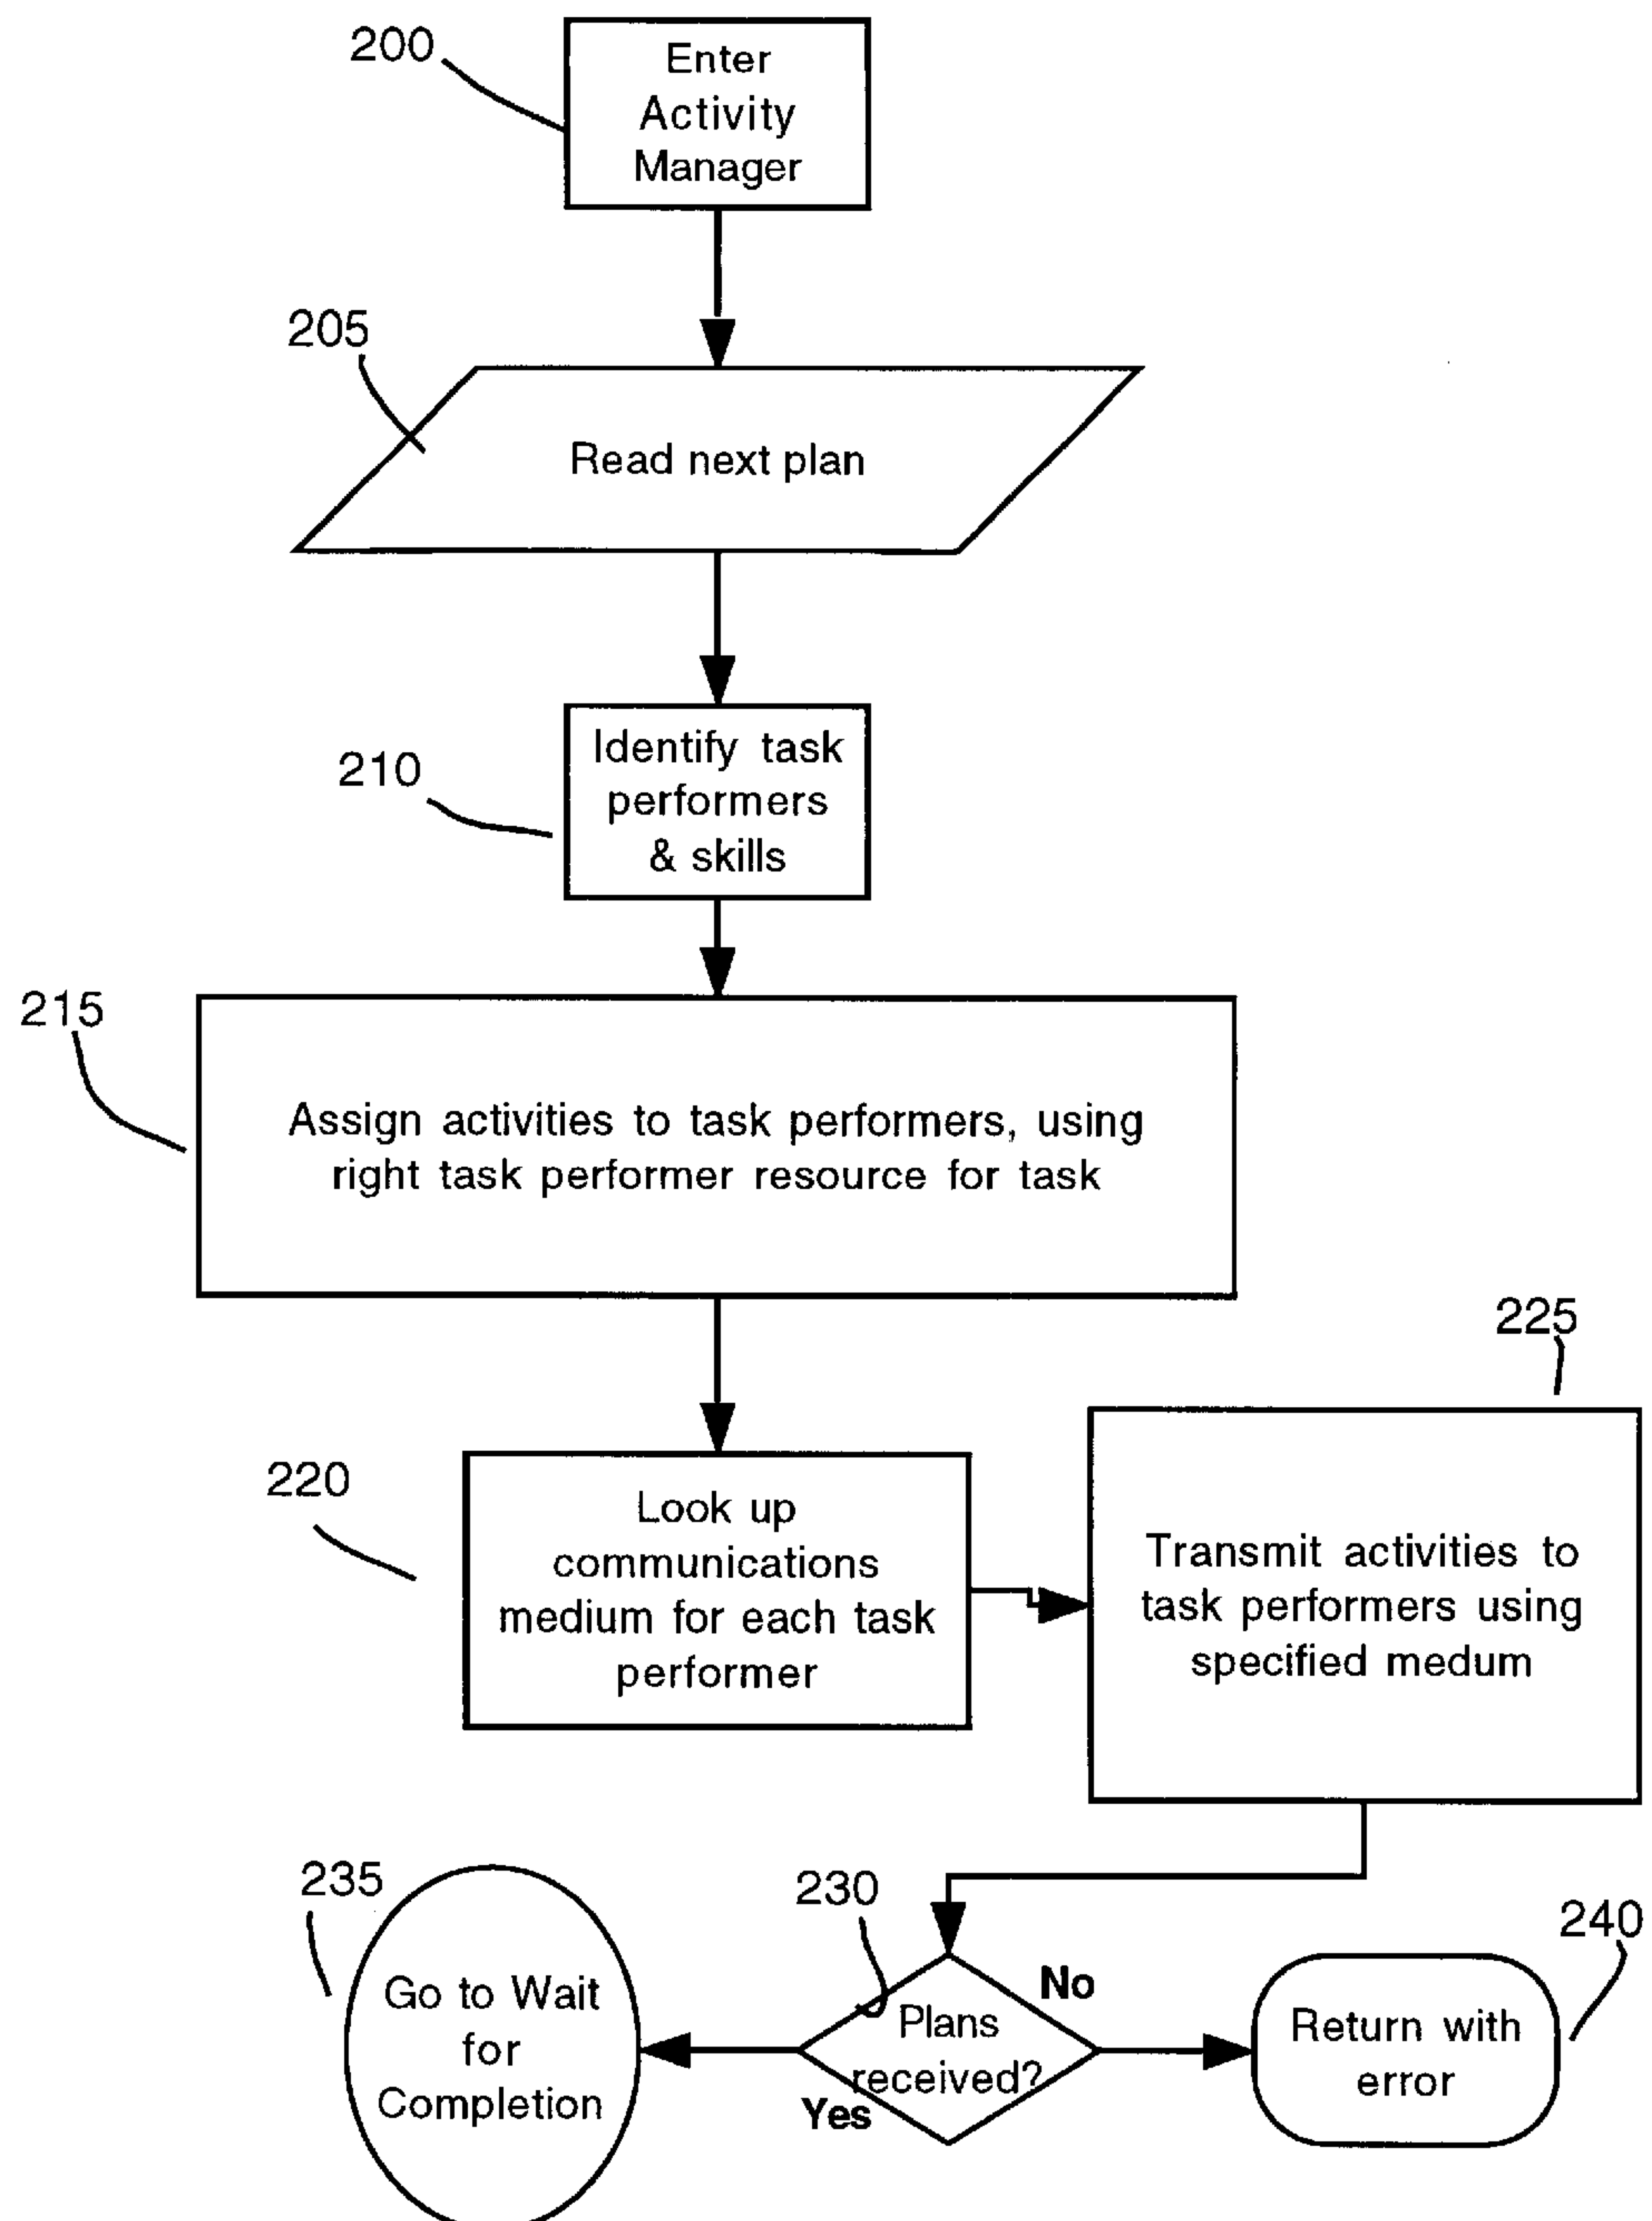 200
Enter
Activity
Manager
205
Read next plan
210
Identify task
performers
& skills
215
Assign activities to task performers, using
right task performer resource for task
220
Look up
communications
medium for each task
performer
225
Transmit activities to
task performers using
specified medum
230
Plans
received?
Yes
No
235
Go to Wait
for
Completion
240
Return with
error